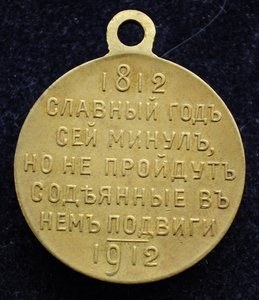 1812
СЛАВНЫЙ ГОДЪ
СЕЙ МИНУЛЪ,
НО НЕ ПРОЙДУТЪ
СОДѢЯННЫЕ ВЪ
НЕМЪ ПОДВИГИ
1912